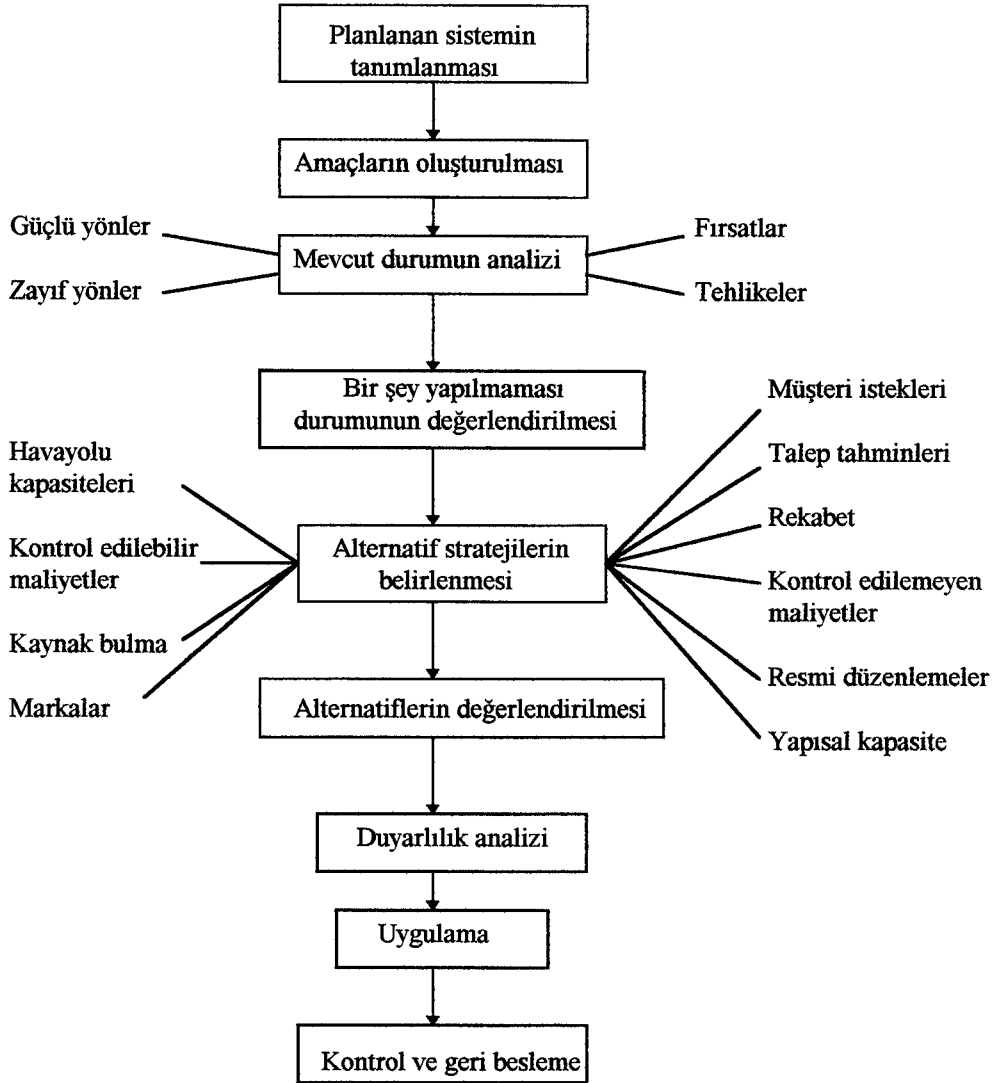 Planlanan sistemin
tanımlanması
Amaçların oluşturulması
Güçlü yönler
Zayıf yönler
Mevcut durumun analizi
Fırsatlar
Tehlikeler
Bir şey yapılmaması
durumunun değerlendirilmesi
Havayolu
kapasiteleri
Kontrol edilebilir
maliyetler
Kaynak bulma
Markalar
Alternatif stratejilerin
belirlenmesi
Müşteri istekleri
Talep tahminleri
Rekabet
Kontrol edilemeyen
maliyetler
Resmi düzenlemeler
Yapısal kapasite
Alternatiflerin değerlendirilmesi
Duyarlılık analizi
Uygulama
Kontrol ve geri besleme